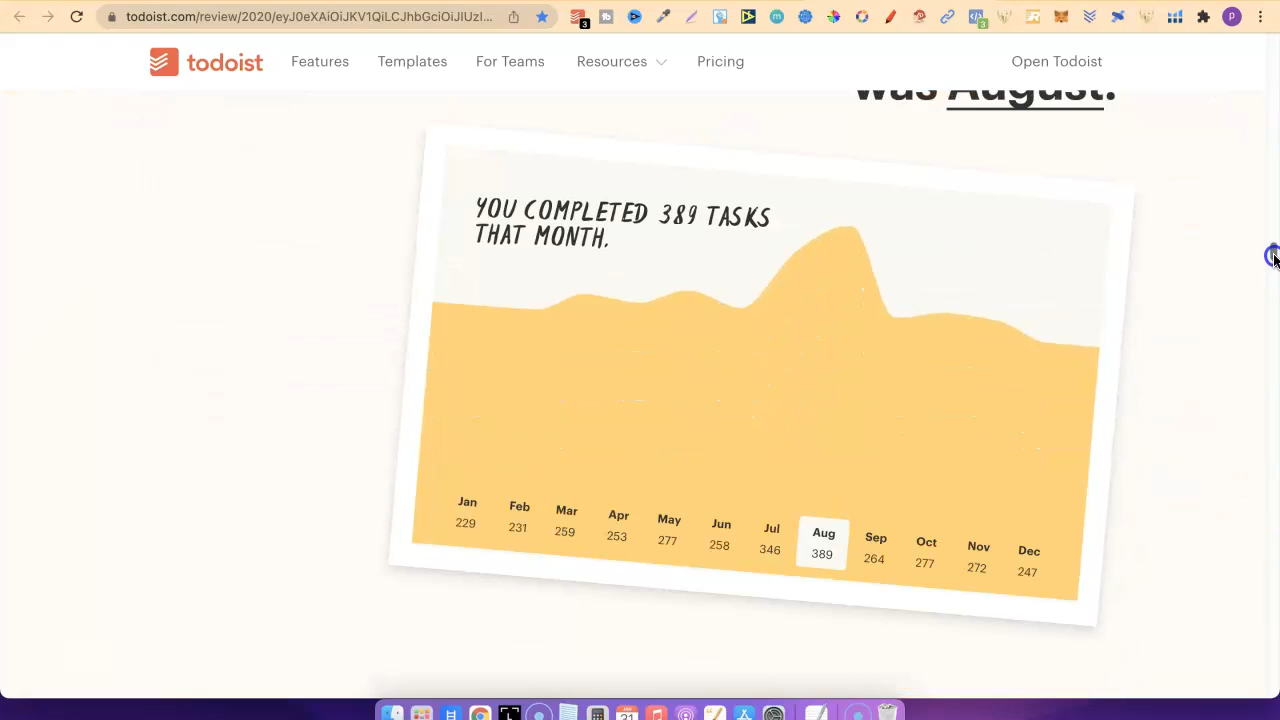 todoist.com/review/2020/eyJ0eXAiOiJKV1QiLCJhbGciOiJIUzI...
3
3
P
todoist
Features
Templates
For Teams
Resources
Pricing
Open Todoist
was August.
YOU COMPLETED 389 TASKS
THAT MONTH.
Jan Feb Mar Apr May Jun Jul Aug Sep Oct Nov Dec
229 231 259 253 277 258 346 389 264 277 272 247